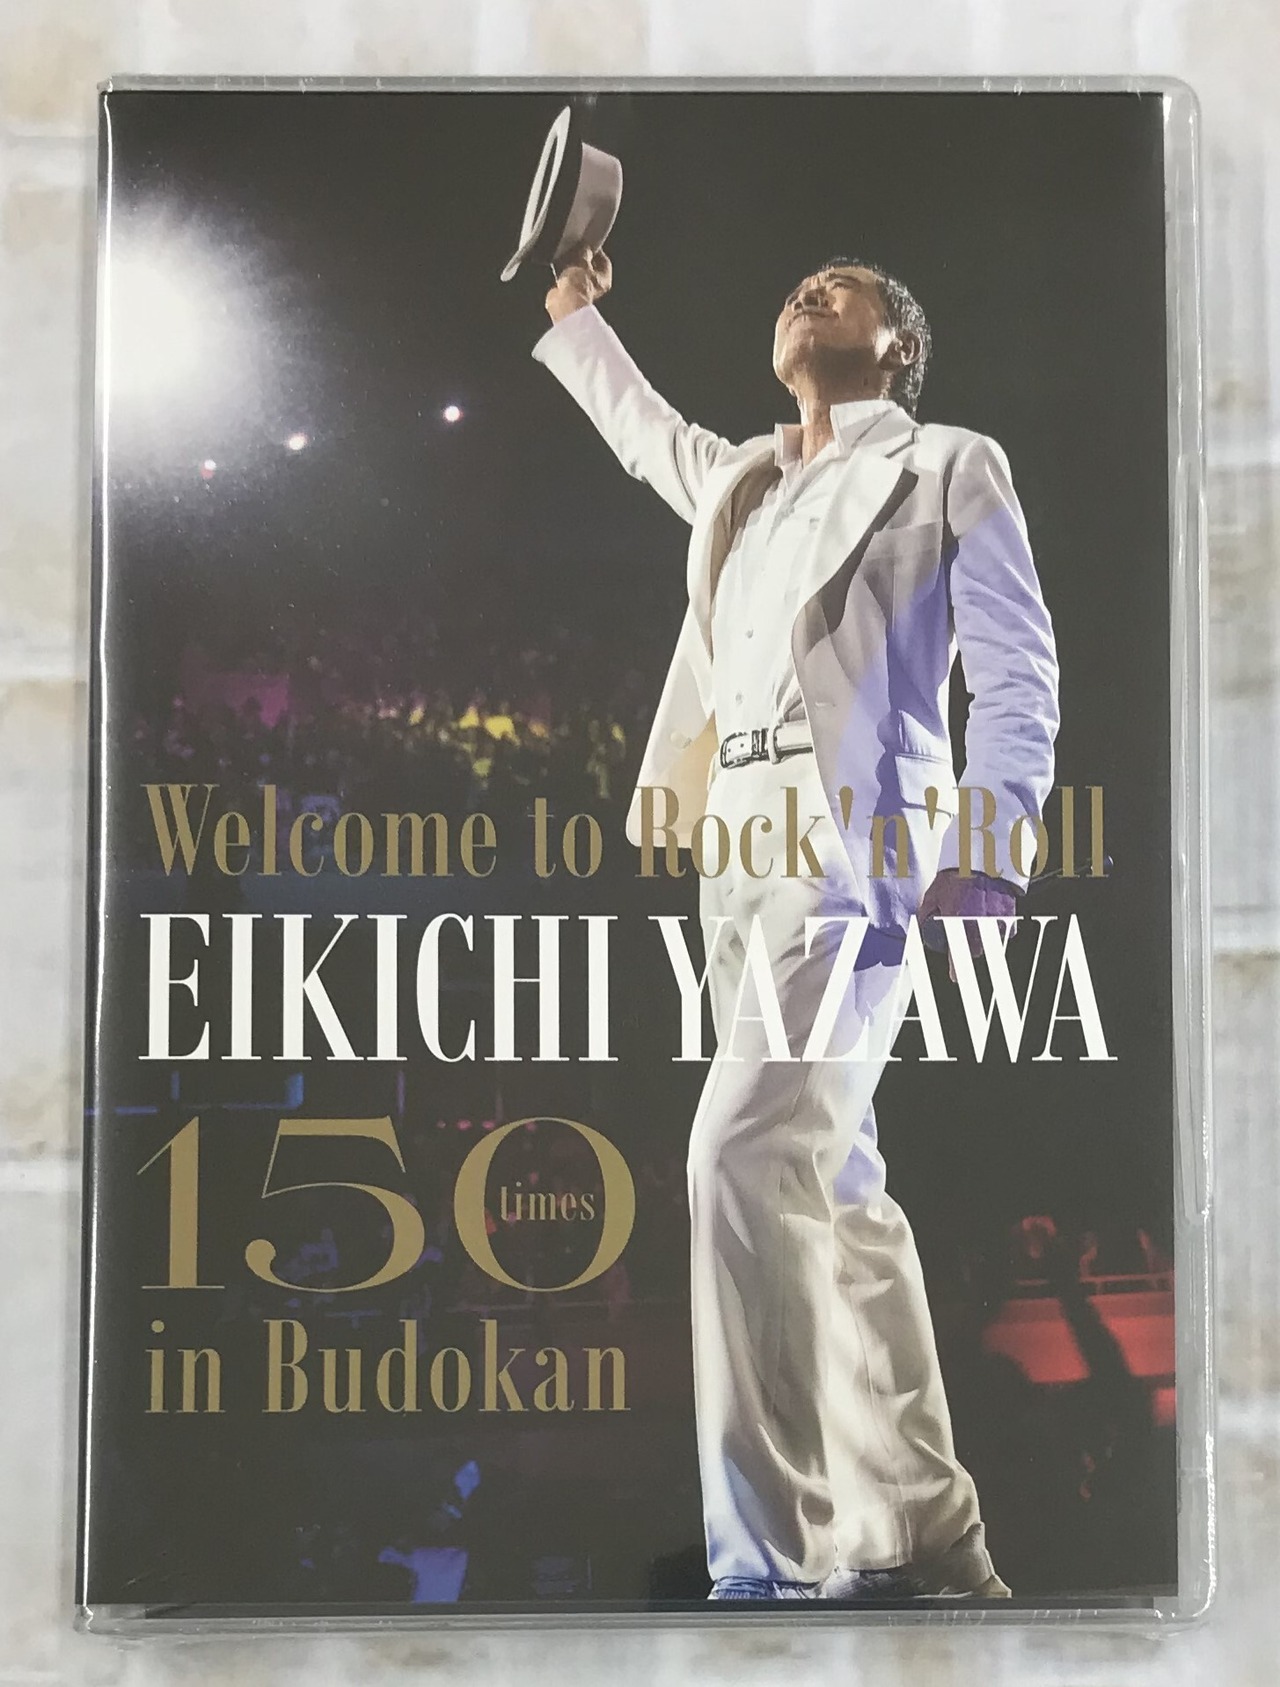 Welcome to Rock'n'Roll
EIKICHI YAZAWA
150
times
in Budokan